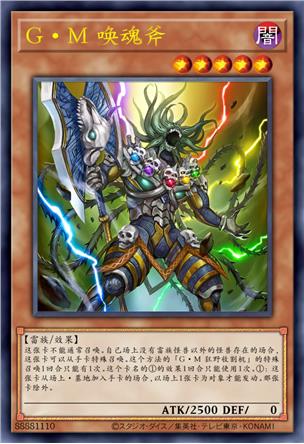 G・M 唤魂斧
闇
【雷族/效果】
这张卡不能通常召唤。自己场上没有雷族怪兽以外的怪兽存在的场合，
这张卡可以从手卡特殊召唤。这个方法的「G・M 唤魂斧」的特殊
召唤1回合只能有1次，这个卡名的①的效果1回合只能使用1次。①：这
张卡从场上・墓地加入手卡的场合，以场上1张卡为对象才能发动。那张
卡除外。
ATK/2500 DEF/ 0
SSS81110
©スタジオ・ダイス/集英社・テレビ東京・KONAMI